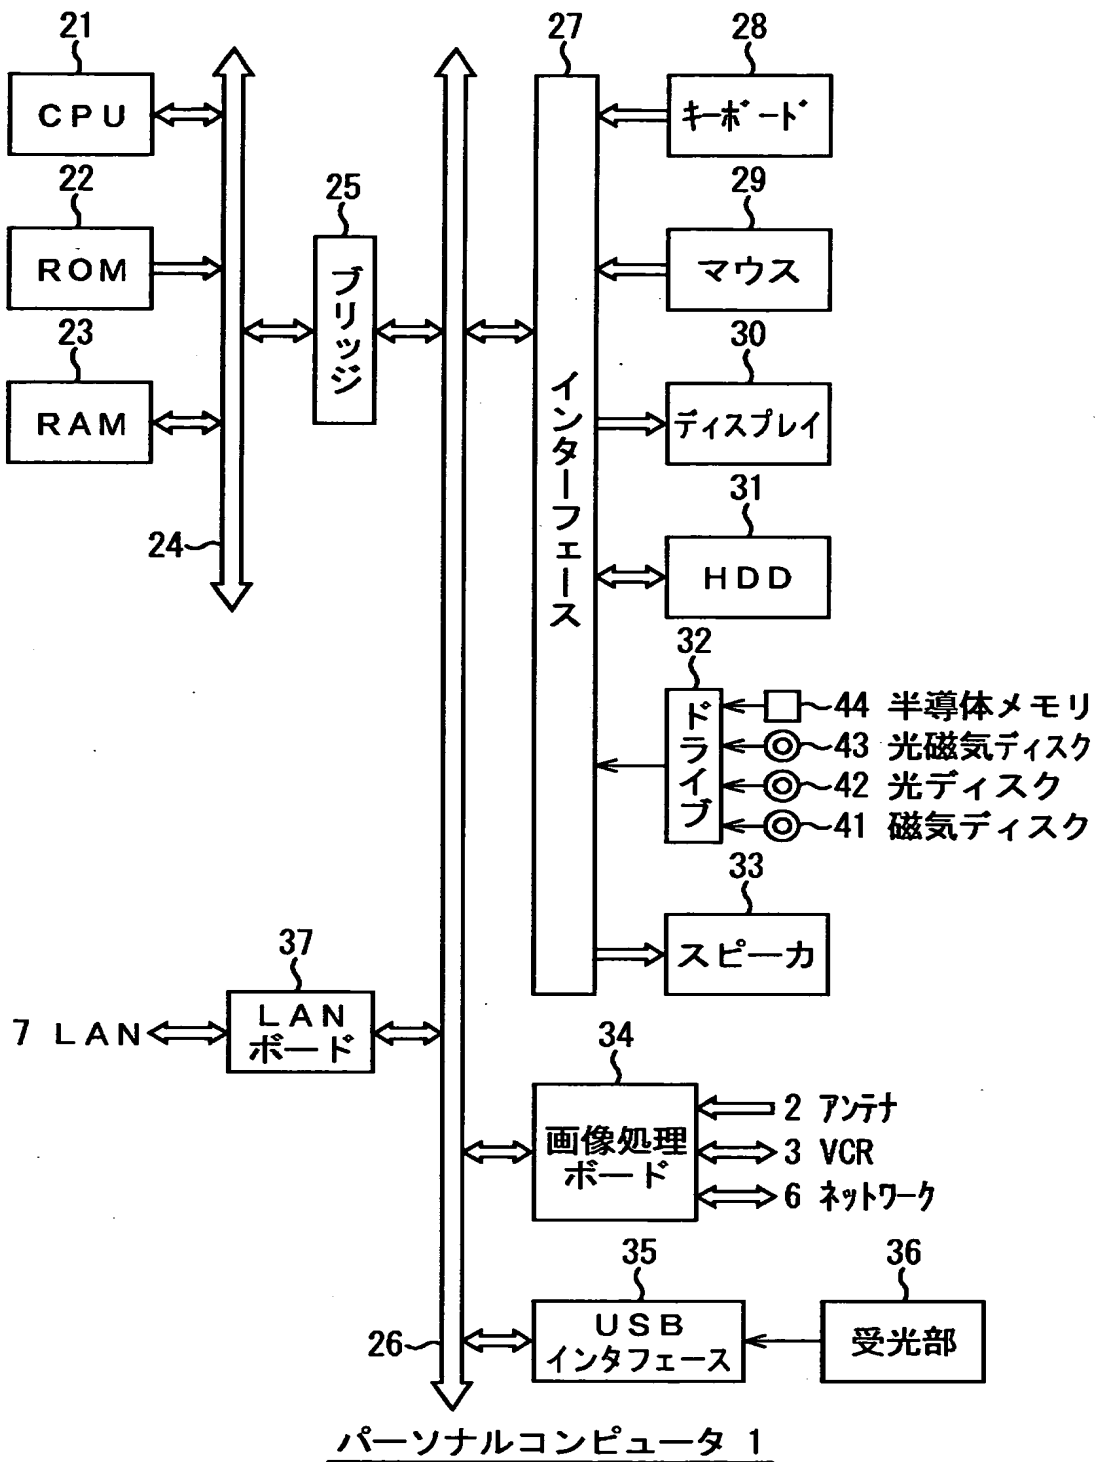 21
CPU
22
ROM
23
RAM
24
25
ブリッジ
26
27
インターフェース
28
キーボード
29
マウス
30
ディスプレイ
31
HDD
32
ドライブ
44 半導体メモリ
43 光磁気ディスク
42 光ディスク
41 磁気ディスク
33
スピーカ
37
LAN
ボード
7 LAN
34
画像処理
ボード
2 アンテナ
3 VCR
6 ネットワーク
35
USB
インタフェース
36
受光部
パーソナルコンピュータ 1